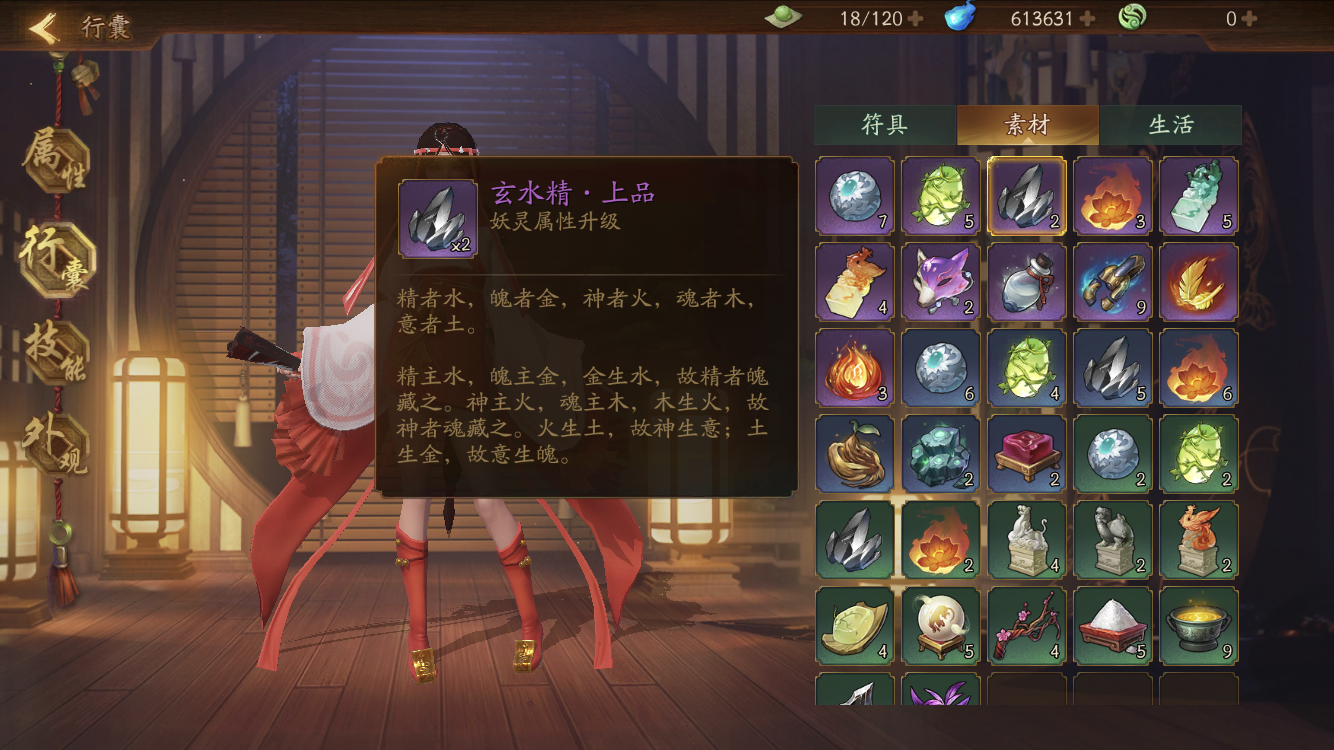 行囊
18/120
613631
0
属性
行囊
技能
外观
符具
素材
生活
玄水精·上品
妖灵属性升级
x2
精者水，魄者金，神者火，魂者木，
意者土。
精主水，魄主金，金生水，故精者魄
藏之。神主火，魂主木，木生火，故
神者魂藏之。火生土，故神生意；土
生金，故意生魄。
7 5 2 3 5
4 2 9
3 6 4 5 6
2 2 2 2
2 4 2 2
4 5 4 5 9